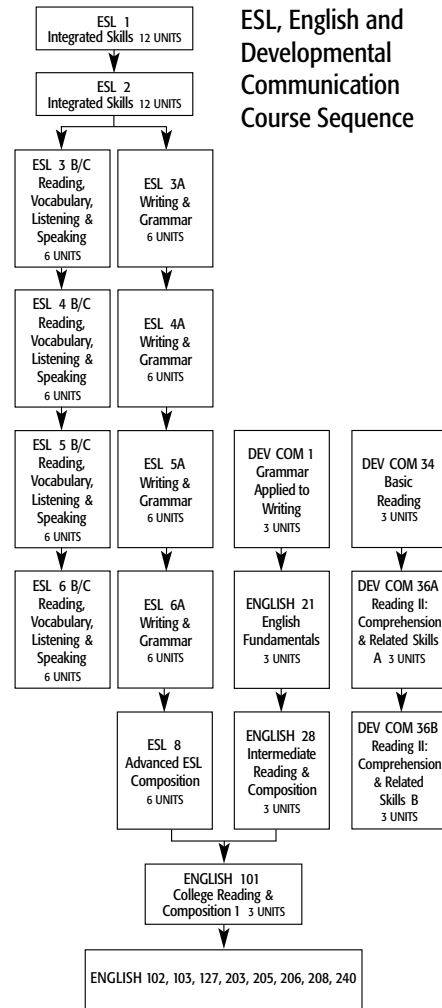 ESL, English and
Developmental
Communication
Course Sequence
ESL 1
Integrated Skills 12 UNITS
ESL 2
Integrated Skills 12 UNITS
ESL 3 B/C
Reading,
Vocabulary,
Listening &
Speaking
6 UNITS
ESL 3A
Writing &
Grammar
6 UNITS
ESL 4 B/C
Reading,
Vocabulary,
Listening &
Speaking
6 UNITS
ESL 4A
Writing &
Grammar
6 UNITS
ESL 5 B/C
Reading,
Vocabulary,
Listening &
Speaking
6 UNITS
ESL 5A
Writing &
Grammar
6 UNITS
DEV COM 1
Grammar
Applied to
Writing
3 UNITS
DEV COM 34
Basic
Reading
3 UNITS
ESL 6 B/C
Reading,
Vocabulary,
Listening &
Speaking
6 UNITS
ESL 6A
Writing &
Grammar
6 UNITS
ENGLISH 21
English
Fundamentals
3 UNITS
DEV COM 36A
Reading II:
Comprehension
& Related Skills
A 3 UNITS
ESL 8
Advanced ESL
Composition
6 UNITS
ENGLISH 28
Intermediate
Reading &
Composition
3 UNITS
DEV COM 36B
Reading II:
Comprehension
& Related
Skills B
3 UNITS
ENGLISH 101
College Reading &
Composition 1 3 UNITS
ENGLISH 102, 103, 127, 203, 205, 206, 208, 240